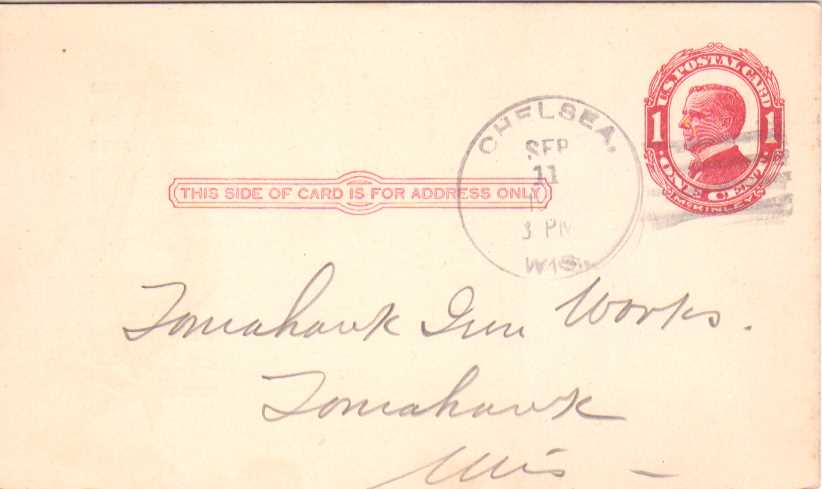 U.S. POSTAL CARD
1 1
ONE CENT.
McKINLEY
CHELSEA,
SEP
11
3 PM
WIS.
THIS SIDE OF CARD IS FOR ADDRESS ONLY
Tomahawk Iron Works.
Tomahawk
Wis